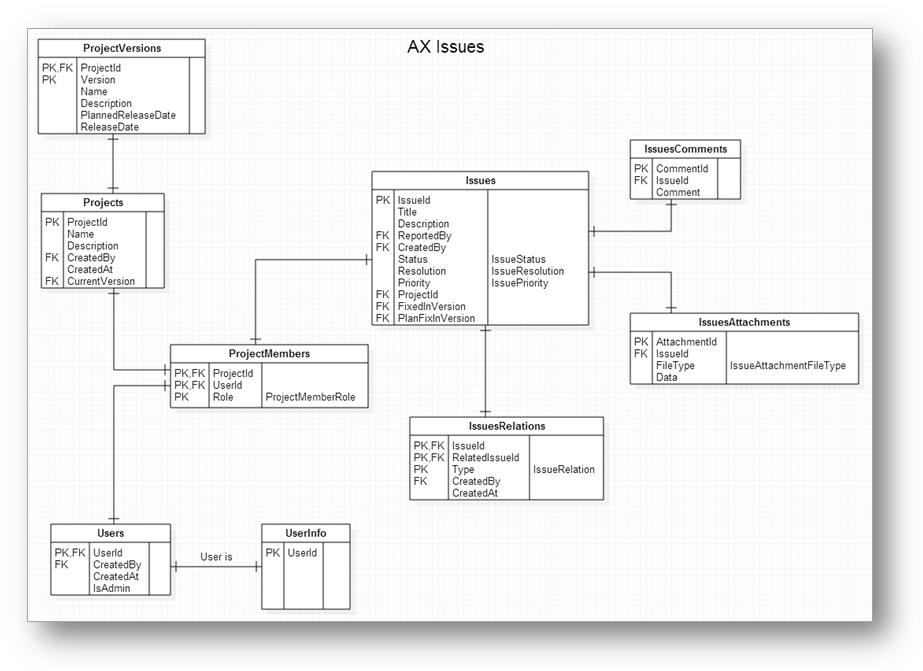 AX Issues
ProjectVersions
PK,FK ProjectId
PK Version
Name
Description
PlannedReleaseDate
ReleaseDate
Projects
PK ProjectId
Name
Description
FK CreatedBy
CreatedAt
FK CurrentVersion
Issues
PK IssueId
Title
Description
FK ReportedBy
FK CreatedBy
Status IssueStatus
Resolution IssueResolution
Priority IssuePriority
FK ProjectId
FK FixedInVersion
FK PlanFixInVersion
IssuesComments
PK CommentId
FK IssueId
Comment
IssuesAttachments
PK AttachmentId
FK IssueId
FileType IssueAttachmentFileType
Data
ProjectMembers
PK,FK ProjectId
PK,FK UserId
PK Role ProjectMemberRole
IssuesRelations
PK,FK IssueId
PK,FK RelatedIssueId
PK Type IssueRelation
FK CreatedBy
CreatedAt
Users
PK,FK UserId
FK CreatedBy
CreatedAt
IsAdmin
User is
UserInfo
PK UserId